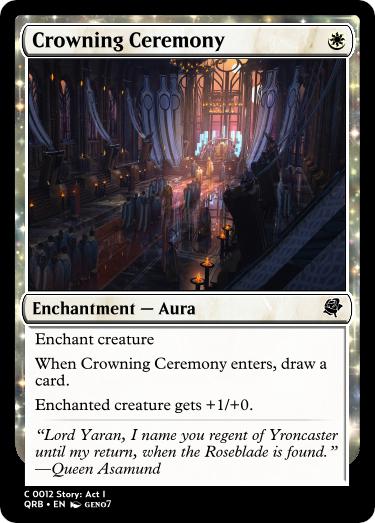 Crowning Ceremony
Enchantment — Aura
Enchant creature
When Crowning Ceremony enters, draw a
card.
Enchanted creature gets +1/+0.
“Lord Yaran, I name you regent of Yroncaster
until my return, when the Roseblade is found.”
—Queen Asamund
C 0012 Story: Act I
QRB • EN GENO7